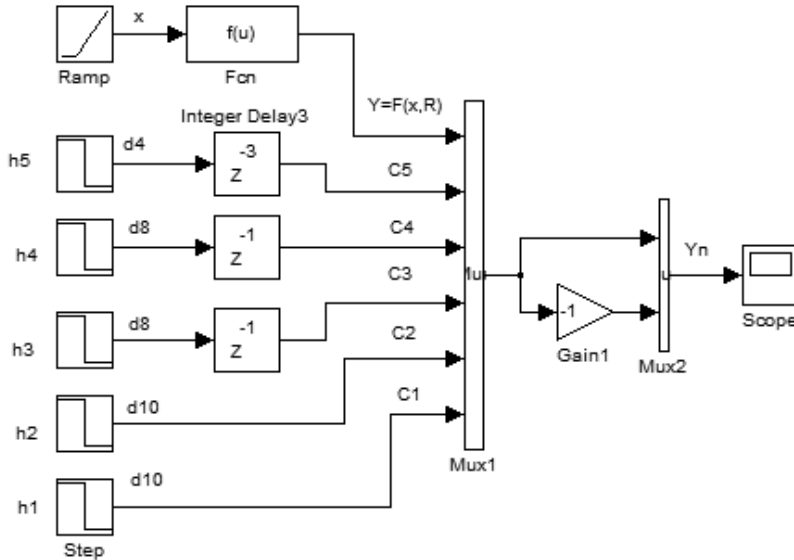 x
f(u)
Ramp
Fcn
Y=F(x,R)
Integer Delay3
h5
d4
-3
Z
C5
h4
d8
-1
Z
C4
h3
d8
-1
Z
C3
h2
d10
C2
h1
d10
C1
Step
Mu
Mux1
-1
Gain1
u
Mux2
Yn
Scope